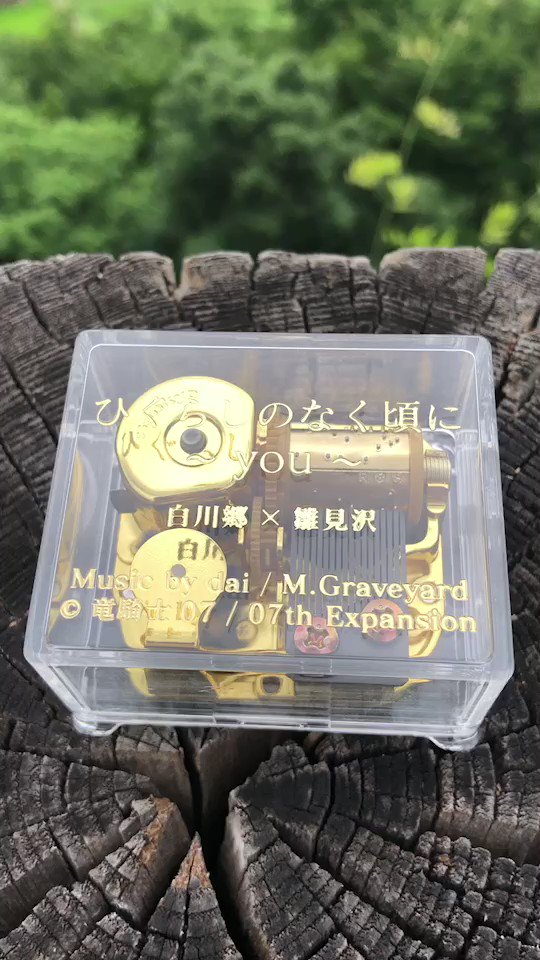 ひぐらしのなく頃に
~ you ~
白川郷 × 雛見沢
Music by dai / M.Graveyard
© 竜騎士07 / 07th Expansion